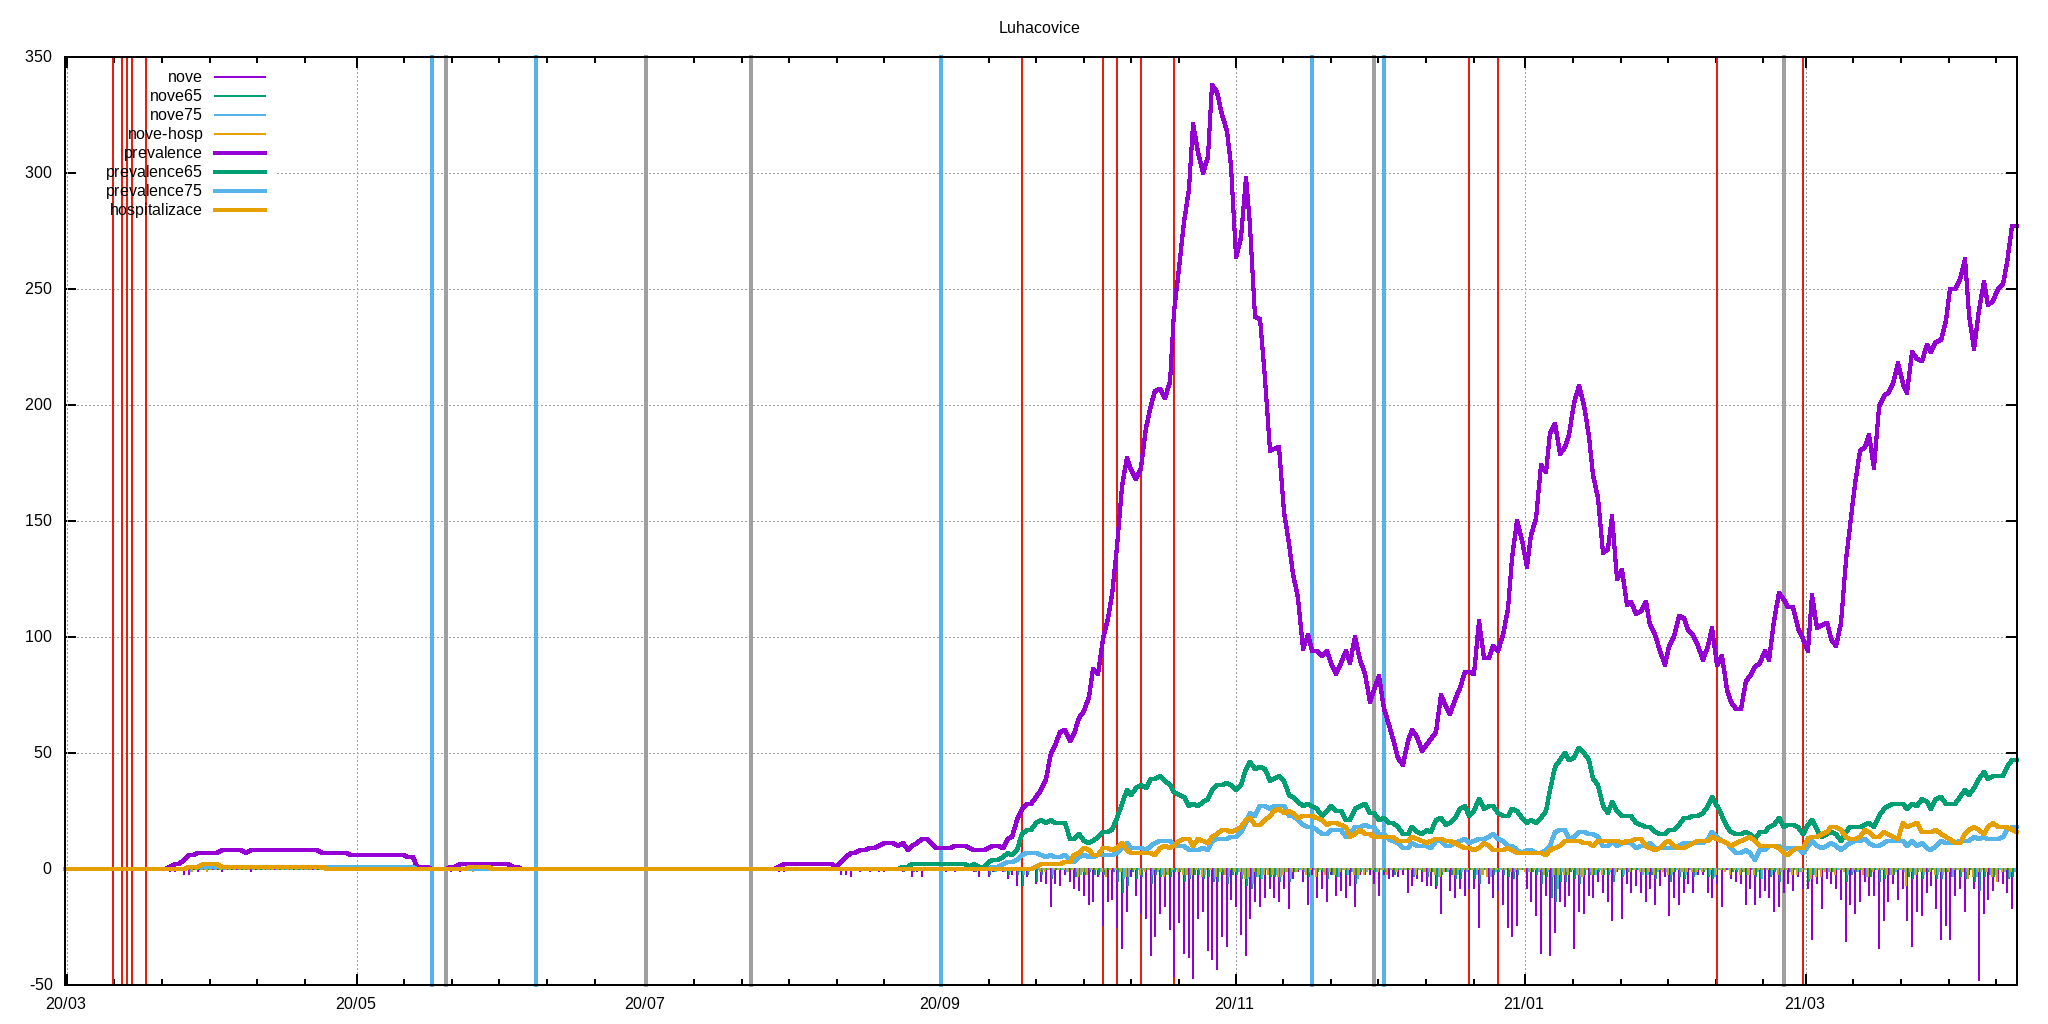 Luhacovice
350
300
250
200
150
100
50
0
-50
nove
nove65
nove75
nove-hosp
prevalence
prevalence65
prevalence75
hospitalizace
20/03 20/05 20/07 20/09 20/11 21/01 21/03